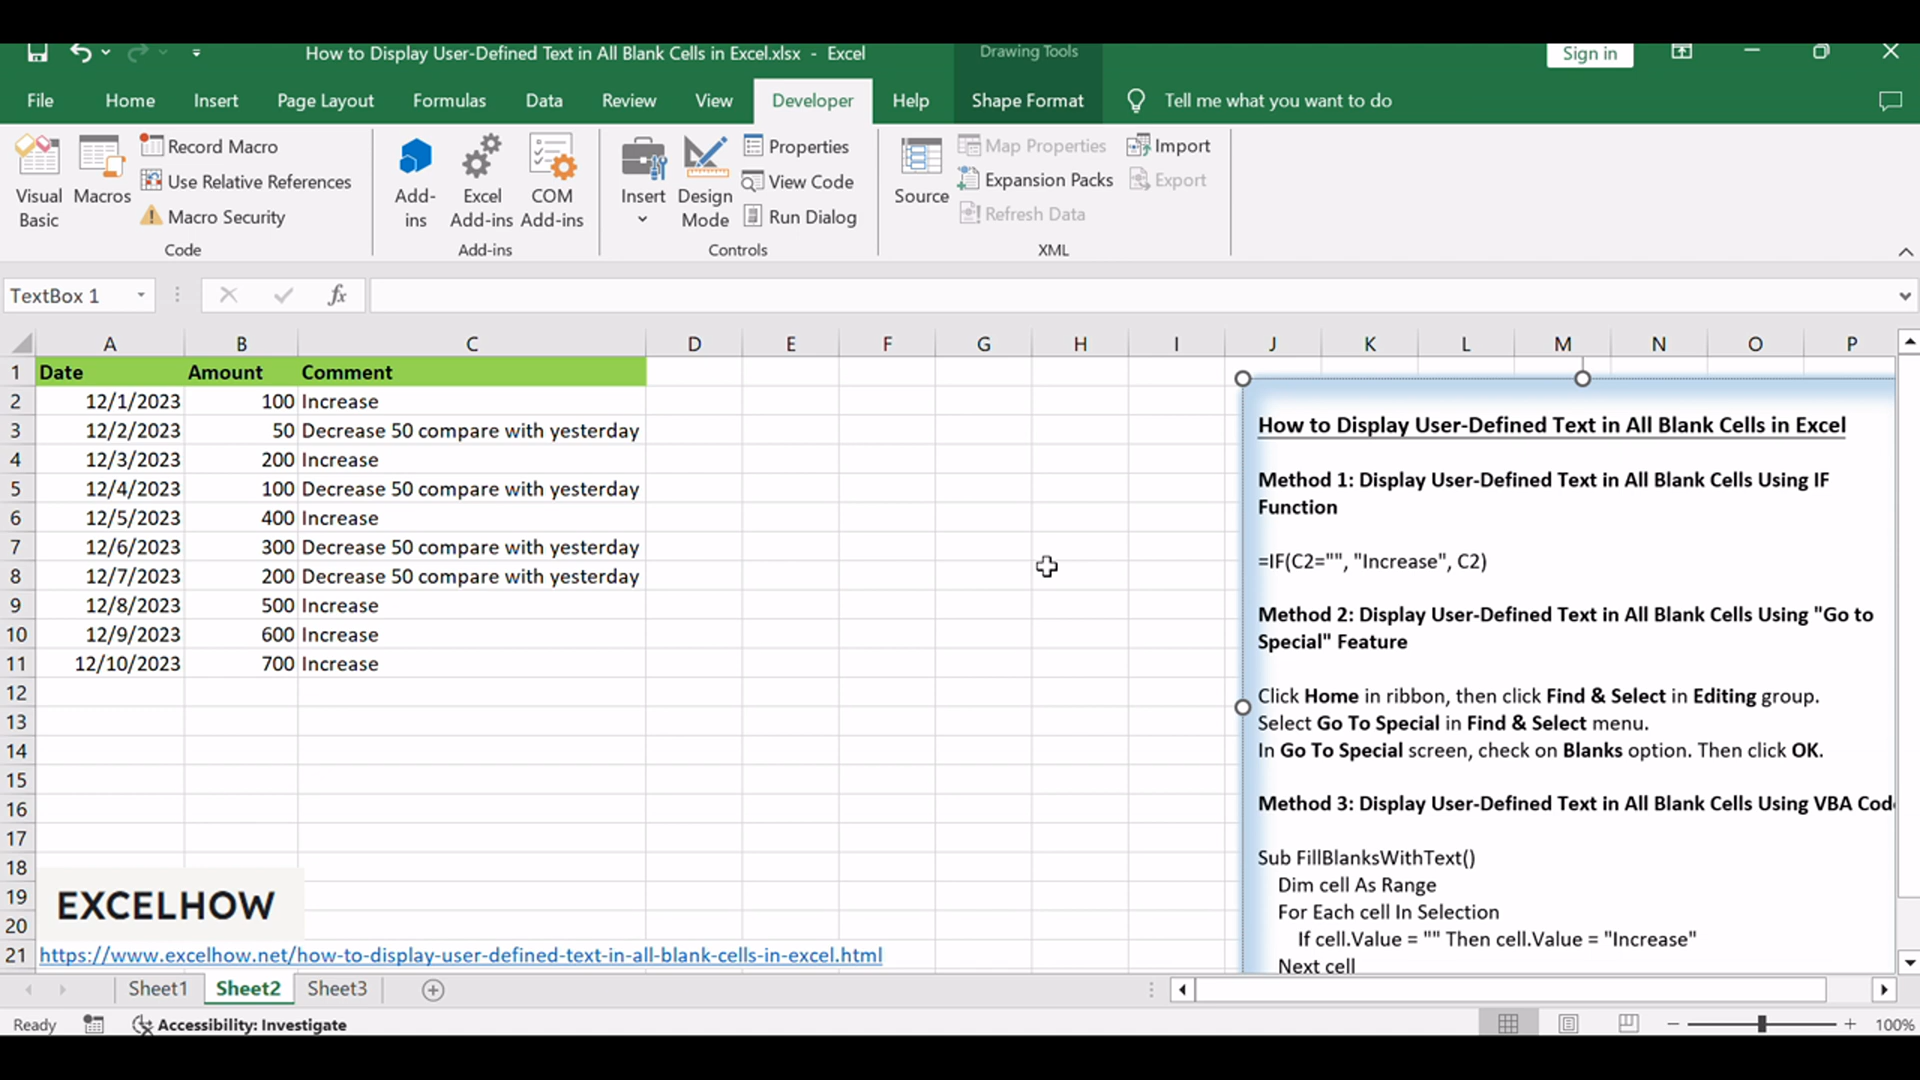 How to Display User-Defined Text in All Blank Cells in Excel.xlsx - Excel
Drawing Tools
Sign in
File Home Insert Page Layout Formulas Data Review View Developer Help Shape Format Tell me what you want to do
Visual Basic
Macros
Record Macro
Use Relative References
Macro Security
Code
Add-ins
Excel Add-ins
COM Add-ins
Add-ins
Insert
Design Mode
Properties
View Code
Run Dialog
Controls
Source
Map Properties
Expansion Packs
Refresh Data
Import
Export
XML
TextBox 1
fx
A B C D E F G H I J K L M N O P
1 Date Amount Comment
2 12/1/2023 100 Increase
3 12/2/2023 50 Decrease 50 compare with yesterday
4 12/3/2023 200 Increase
5 12/4/2023 100 Decrease 50 compare with yesterday
6 12/5/2023 400 Increase
7 12/6/2023 300 Decrease 50 compare with yesterday
8 12/7/2023 200 Decrease 50 compare with yesterday
9 12/8/2023 500 Increase
10 12/9/2023 600 Increase
11 12/10/2023 700 Increase
12
13
14
15
16
17
18
19
20
21 https://www.excelhow.net/how-to-display-user-defined-text-in-all-blank-cells-in-excel.html
EXCELHOW
How to Display User-Defined Text in All Blank Cells in Excel
Method 1: Display User-Defined Text in All Blank Cells Using IF
Function
=IF(C2="", "Increase", C2)
Method 2: Display User-Defined Text in All Blank Cells Using "Go to
Special" Feature
Click Home in ribbon, then click Find & Select in Editing group.
Select Go To Special in Find & Select menu.
In Go To Special screen, check on Blanks option. Then click OK.
Method 3: Display User-Defined Text in All Blank Cells Using VBA Cod
Sub FillBlanksWithText()
Dim cell As Range
For Each cell In Selection
If cell.Value = "" Then cell.Value = "Increase"
Next cell
Sheet1 Sheet2 Sheet3
Ready
Accessibility: Investigate
100%